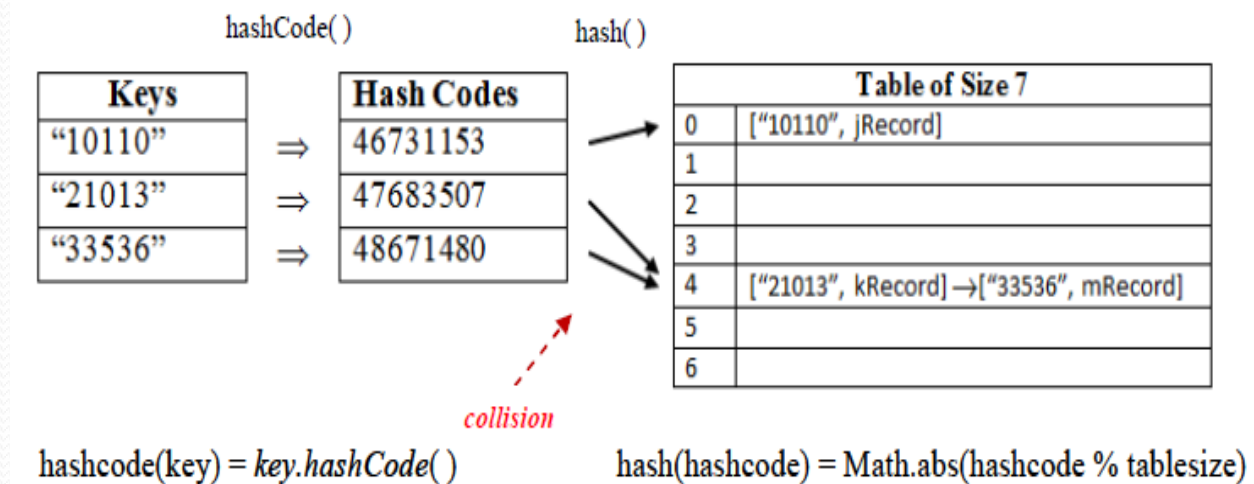 hashCode( )
hash( )
Keys
"10110"
"21013"
"33536"
⇒
⇒
⇒
Hash Codes
46731153
47683507
48671480
Table of Size 7
0 ["10110", jRecord]
1
2
3
4 ["21013", kRecord]→["33536", mRecord]
5
6
collision
hashcode(key) = key.hashCode( )
hash(hashcode) = Math.abs(hashcode % tablesize)